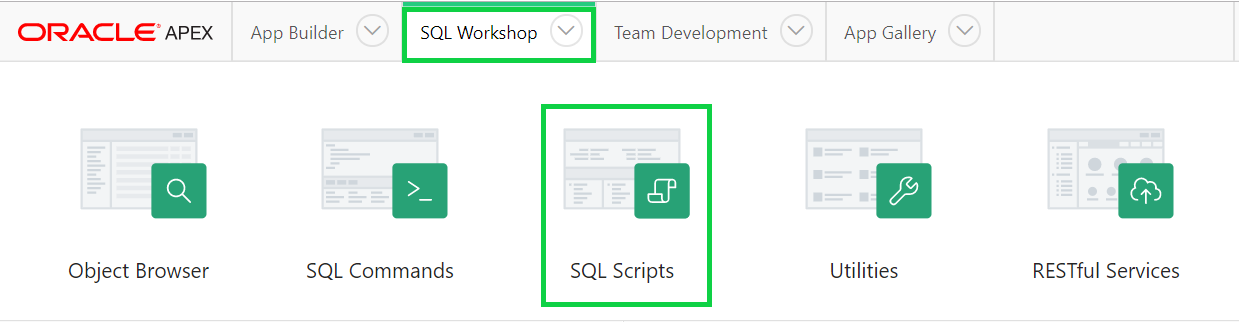 ORACLE APEX App Builder SQL Workshop Team Development App Gallery
Object Browser SQL Commands SQL Scripts Utilities RESTful Services